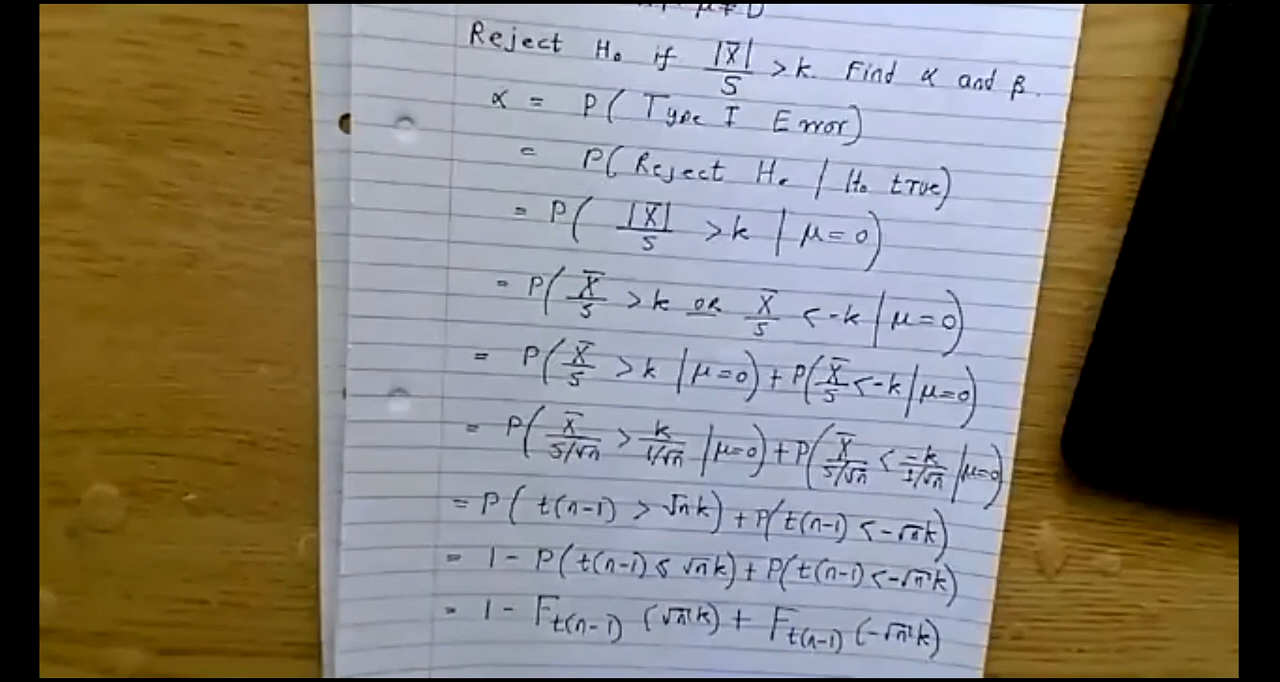 μ≠0
Reject H₀ if |X̄|/S > k. Find α and β.
α = P( Type I Error)
= P( Reject H₀ / H₀ true)
= P( |X̄|/S > k | μ=0)
= P( X̄/S > k OR X̄/S < -k | μ=0)
= P( X̄/S > k | μ=0) + P( X̄/S < -k | μ=0)
= P( X̄/(S/√n) > k/(1/√n) | μ=0) + P( X̄/(S/√n) < -k/(1/√n) | μ=0)
= P( t(n-1) > √n k) + P( t(n-1) < -√n k)
= 1 - P( t(n-1) ≤ √n k) + P( t(n-1) < -√n k)
= 1 - F_t(n-1) (√n k) + F_t(n-1) (-√n k)